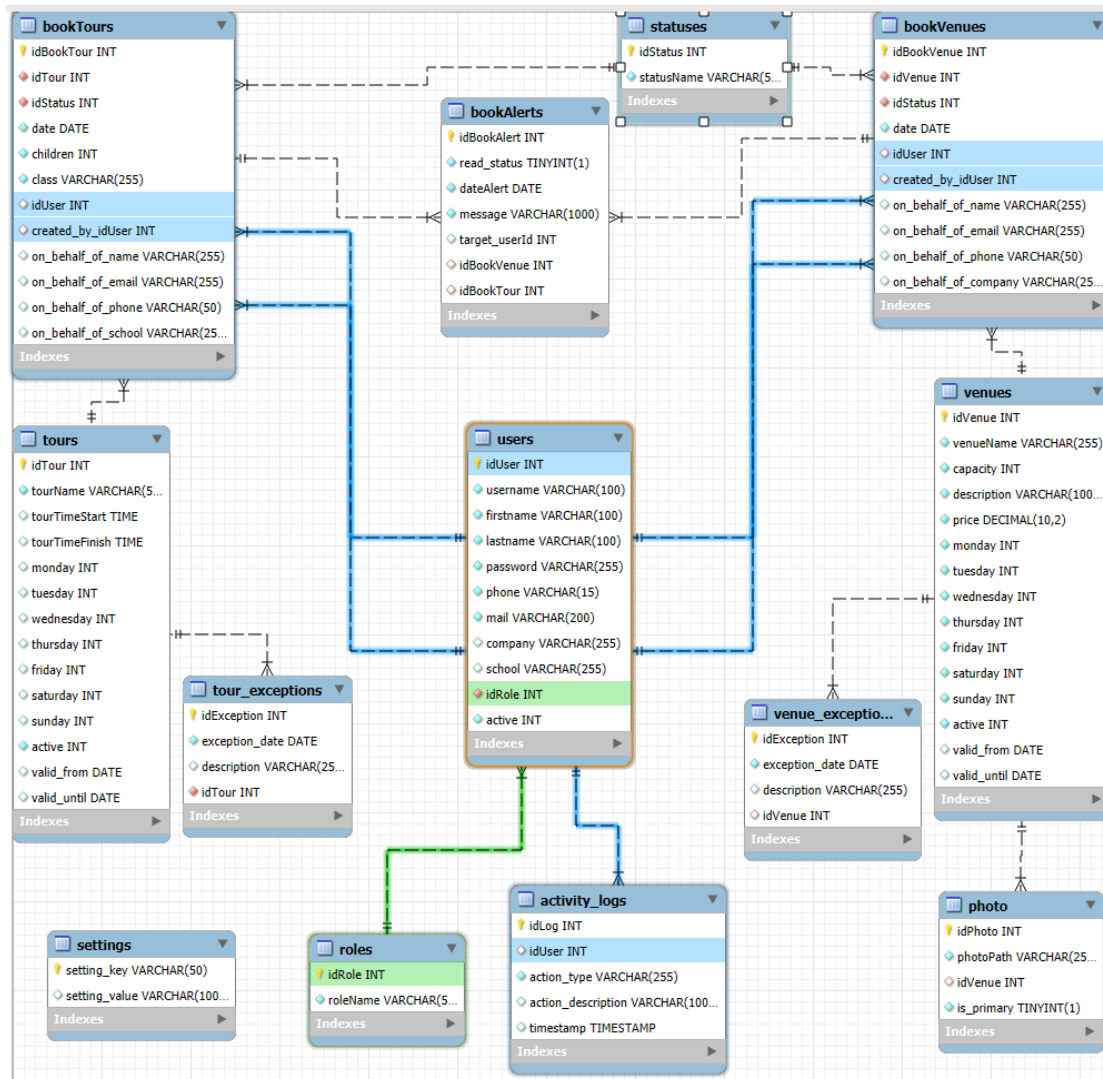 bookTours
idBookTour INT
idTour INT
idStatus INT
date DATE
children INT
class VARCHAR(255)
idUser INT
created_by_idUser INT
on_behalf_of_name VARCHAR(255)
on_behalf_of_email VARCHAR(255)
on_behalf_of_phone VARCHAR(50)
on_behalf_of_school VARCHAR(25...
Indexes
statuses
idStatus INT
statusName VARCHAR(5...
Indexes
bookVenues
idBookVenue INT
idVenue INT
idStatus INT
date DATE
idUser INT
created_by_idUser INT
on_behalf_of_name VARCHAR(255)
on_behalf_of_email VARCHAR(255)
on_behalf_of_phone VARCHAR(50)
on_behalf_of_company VARCHAR(25...
Indexes
bookAlerts
idBookAlert INT
read_status TINYINT(1)
dateAlert DATE
message VARCHAR(1000)
target_userId INT
idBookVenue INT
idBookTour INT
Indexes
tours
idTour INT
tourName VARCHAR(5...
tourTimeStart TIME
tourTimeFinish TIME
monday INT
tuesday INT
wednesday INT
thursday INT
friday INT
saturday INT
sunday INT
active INT
valid_from DATE
valid_until DATE
Indexes
users
idUser INT
username VARCHAR(100)
firstname VARCHAR(100)
lastname VARCHAR(100)
password VARCHAR(255)
phone VARCHAR(15)
mail VARCHAR(200)
company VARCHAR(255)
school VARCHAR(255)
idRole INT
active INT
Indexes
venues
idVenue INT
venueName VARCHAR(255)
capacity INT
description VARCHAR(100...
price DECIMAL(10,2)
monday INT
tuesday INT
wednesday INT
thursday INT
friday INT
saturday INT
sunday INT
active INT
valid_from DATE
valid_until DATE
Indexes
tour_exceptions
idException INT
exception_date DATE
description VARCHAR(25...
idTour INT
Indexes
venue_exceptio...
idException INT
exception_date DATE
description VARCHAR(255)
idVenue INT
Indexes
settings
setting_key VARCHAR(50)
setting_value VARCHAR(100...
Indexes
roles
idRole INT
roleName VARCHAR(5...
Indexes
activity_logs
idLog INT
idUser INT
action_type VARCHAR(255)
action_description VARCHAR(100...
timestamp TIMESTAMP
Indexes
photo
idPhoto INT
photoPath VARCHAR(25...
idVenue INT
is_primary TINYINT(1)
Indexes